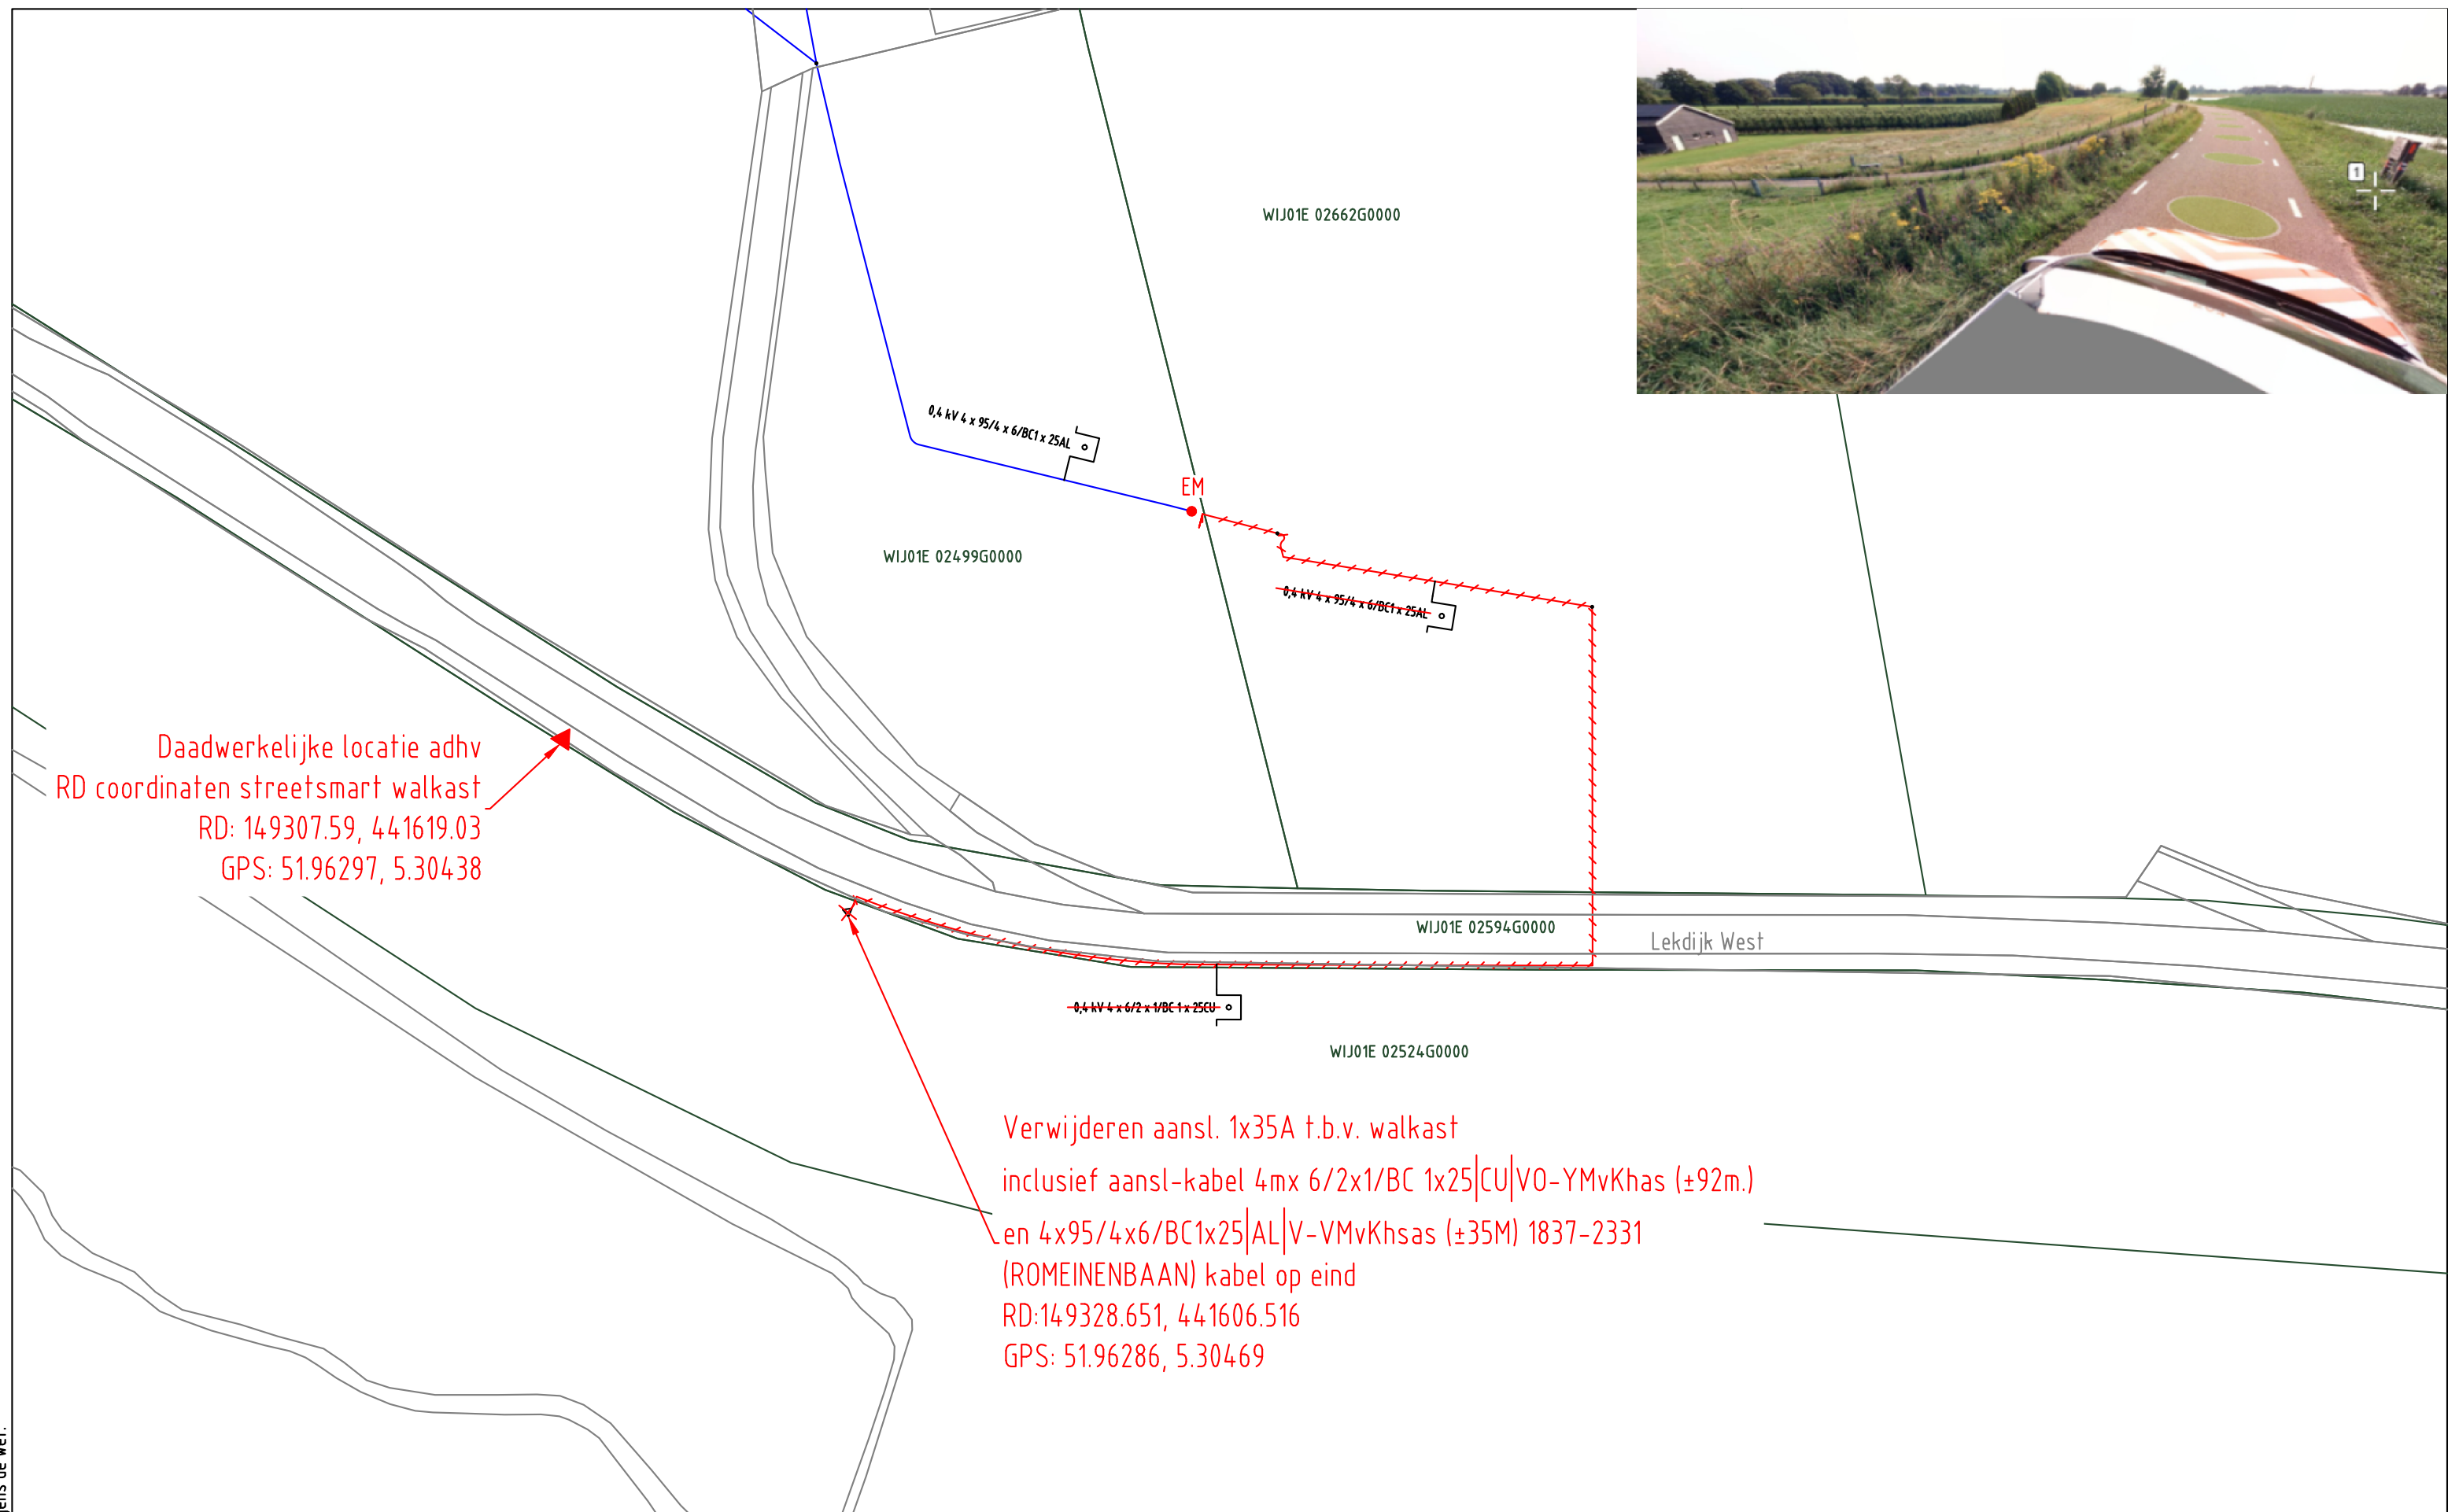 1
WIJ01E 02662G0000
0,4 kV 4 x 95/4 x 6/BC1 x 25AL
EM
WIJ01E 02499G0000
0,4 kV 4 x 95/4 x 6/BC1 x 25AL
Daadwerkelijke locatie adhv
RD coordinaten streetsmart walkast
RD: 149307.59, 441619.03
GPS: 51.96297, 5.30438
WIJ01E 02594G0000
Lekdijk West
0,4 kV 4 x 6/2 x 1/BC 1 x 25CU
WIJ01E 02524G0000
Verwijderen aansl. 1x35A t.b.v. walkast
inclusief aansl-kabel 4mx 6/2x1/BC 1x25|CU|VO-YMvKhas (±92m.)
en 4x95/4x6/BC1x25|AL|V-VMvKhsas (±35M) 1837-2331
(ROMEINENBAAN) kabel op eind
RD:149328.651, 441606.516
GPS: 51.96286, 5.30469
de wet.